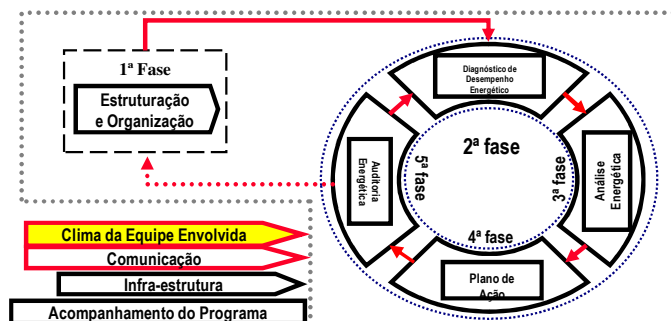 1ª Fase
Estruturação
e Organização
Diagnóstico de
Desempenho
Energético
2ª fase
3ª fase
Análise
Energética
4ª fase
Plano de
Ação
5ª fase
Auditoria
Energética
Clima da Equipe Envolvida
Comunicação
Infra-estrutura
Acompanhamento do Programa